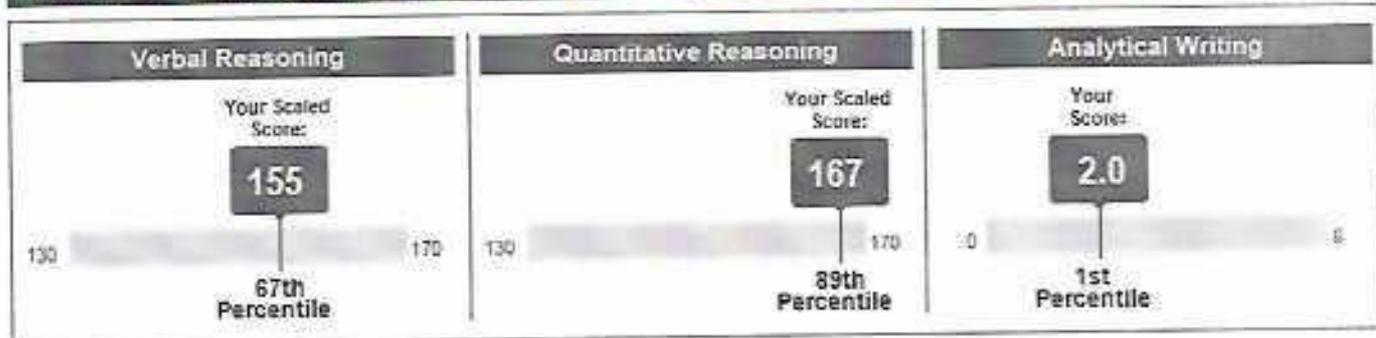 Verbal Reasoning
Your Scaled
Score:
155
130
170
67th
Percentile
Quantitative Reasoning
Your Scaled
Score:
167
130
170
89th
Percentile
Analytical Writing
Your
Score:
2.0
0
6
1st
Percentile